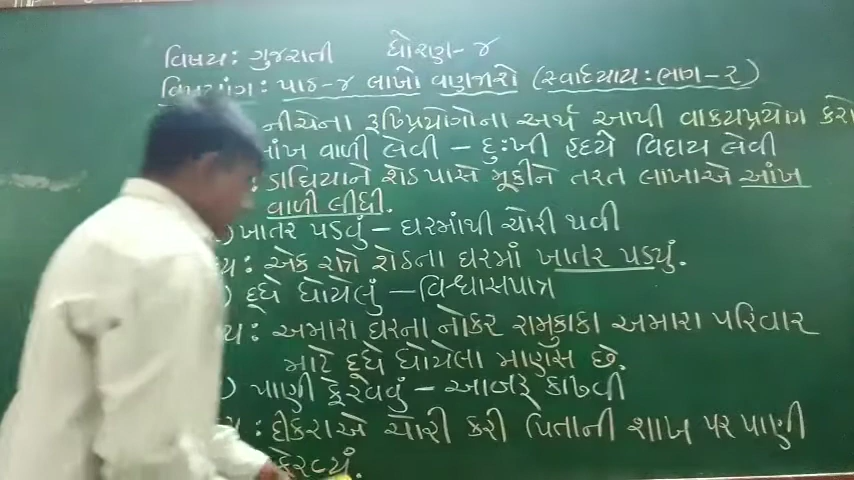 વિષય: ગુજરાતી ધોરણ- ૪
વિષયાંગ: પાઠ-૪ લાખો વણજારો (સ્વાધ્યાય: ભાગ-૨)
નીચેના રૂઢિપ્રયોગોના અર્થ આપી વાક્યપ્રયોગ કરો
વાળી લેવી – દુ:ખી હૃદયે વિદાય લેવી
: ડાઘિયાને શેઠ પાસે મૂકીને તરત લાખાએ આંખ
વાળી લીધી.
) ખાતર પડવું – ઘરમાંથી ચોરી થવી
: એક રાત્રે શેઠના ઘરમાં ખાતર પડ્યું.
) દૂધે ધોયેલું – વિશ્વાસપાત્ર
: અમારા ઘરના નોકર રામુકાકા અમારા પરિવાર
માટે દૂધે ધોયેલા માણસ છે.
) પાણી ફેરવવું – આબરૂ કાઢવી
: દીકરાએ ચોરી કરી પિતાની શાખ પર પાણી
ફેરવ્યું.